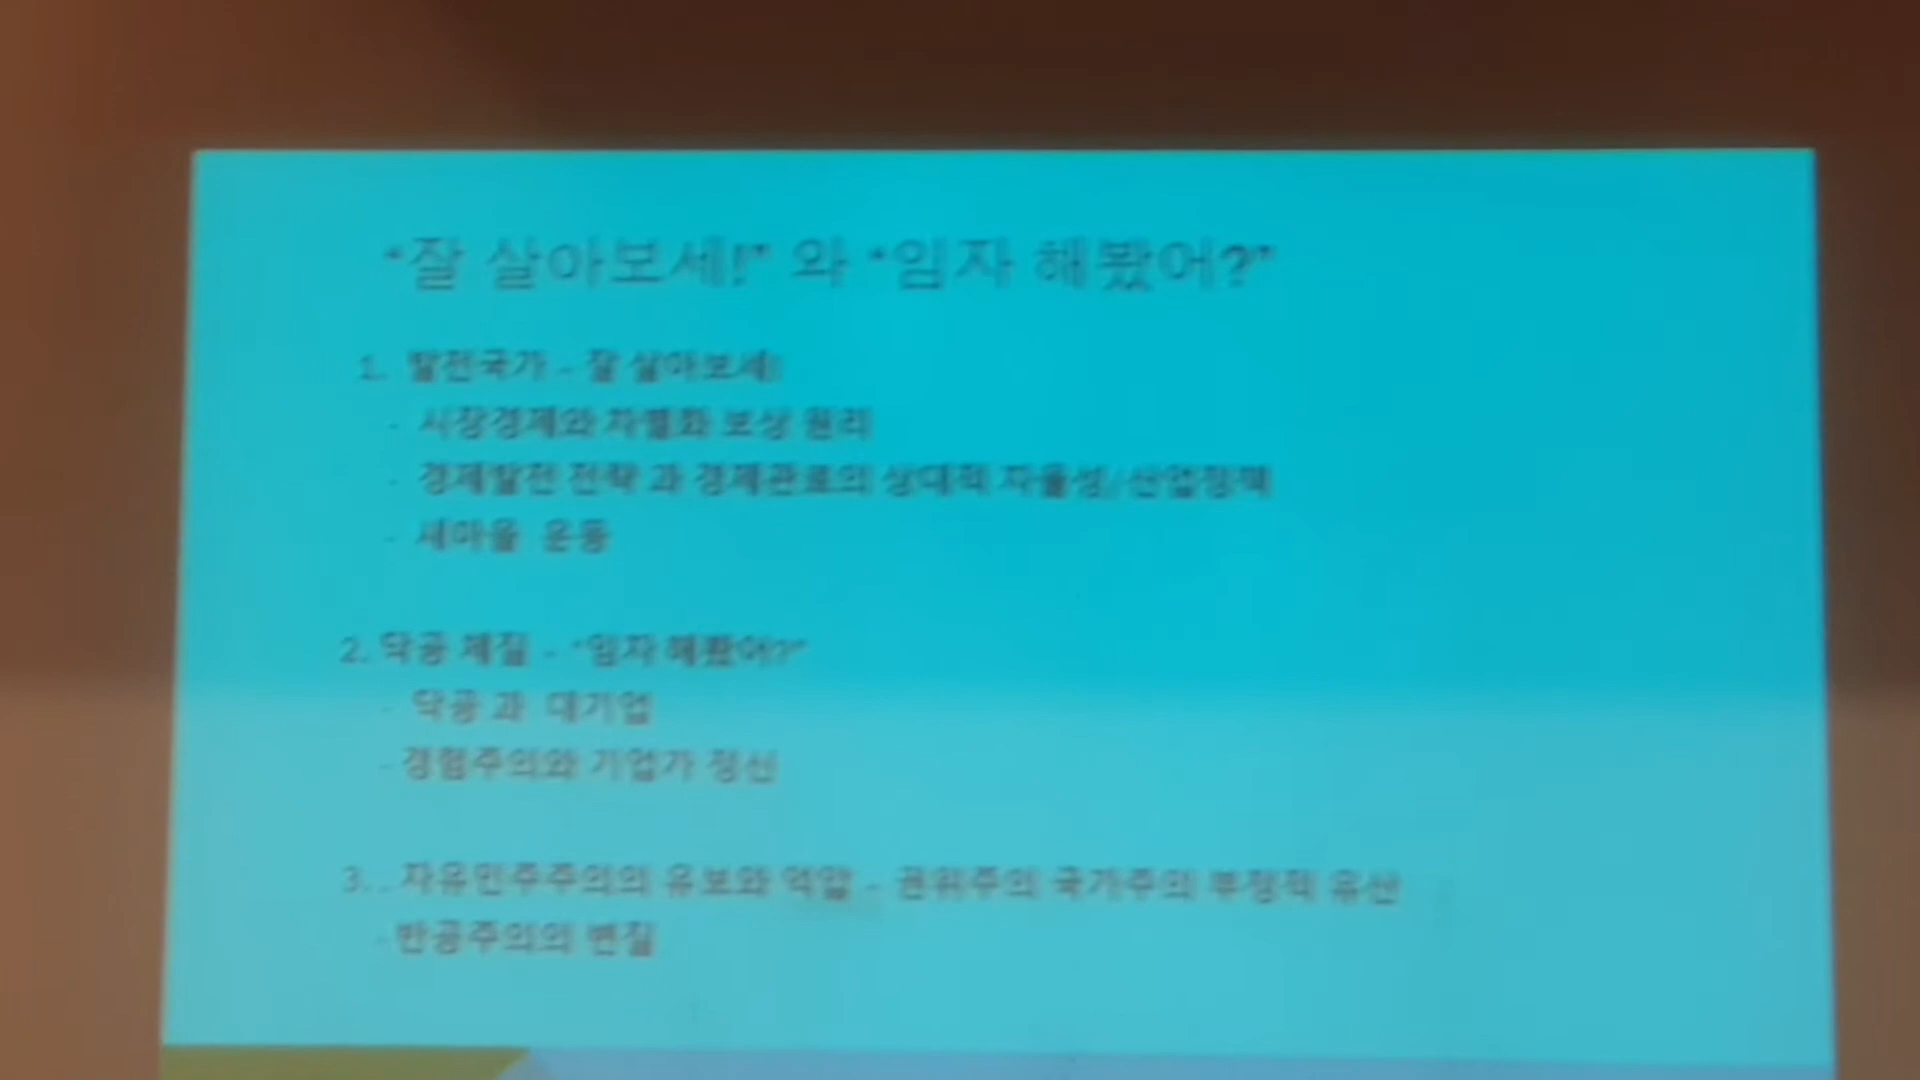 “잘 살아보세!” 와 “임자 해봤어?”
1. 발전국가 - 잘 살아보세!
- 시장경제와 차별화 보상 원리
- 경제발전 전략 과 경제관료의 상대적 자율성/산업정책
- 새마을 운동
2. 닥공 체질 - “임자 해봤어?”
- 닥공 과 대기업
- 경험주의와 기업가 정신
3. . 자유민주주의의 유보와 억압 - 권위주의 국가주의 부정적 유산
- 반공주의의 변질